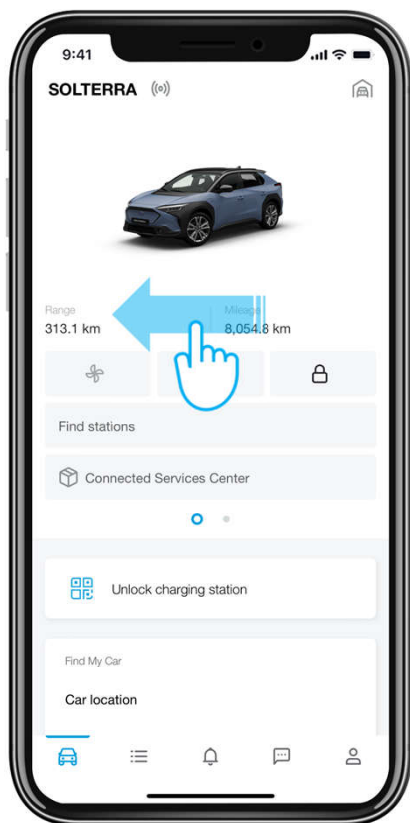 9:41
SOLTERRA
Range
Mileage
313.1 km
8,054.8 km
Find stations
Connected Services Center
Unlock charging station
Find My Car
Car location